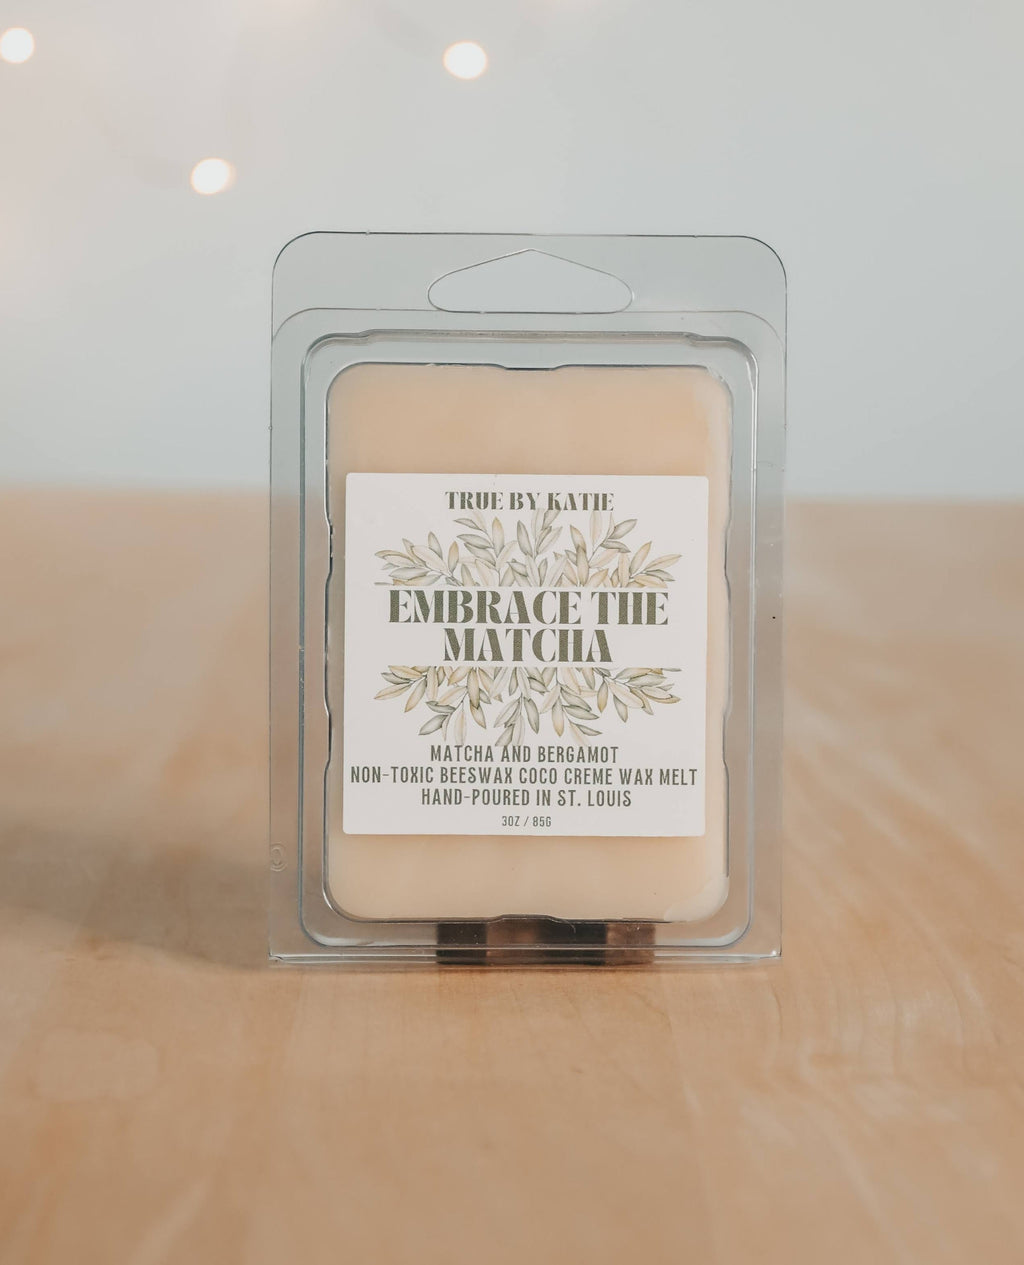 TRUE BY KATIE
EMBRACE THE
MATCHA
MATCHA AND BERGAMOT
NON-TOXIC BEESWAX COCO CREME WAX MELT
HAND-POURED IN ST. LOUIS
3OZ / 85G